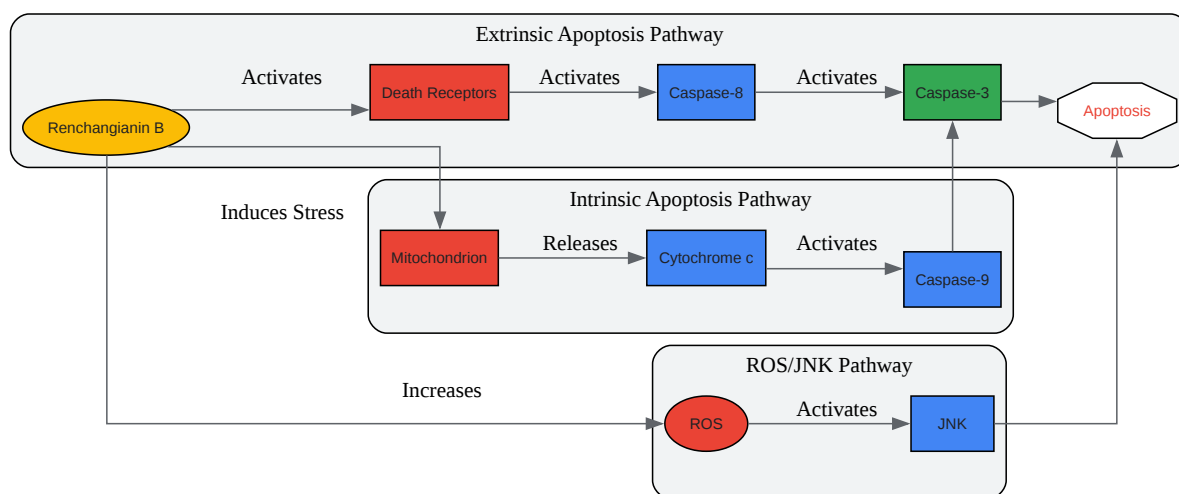 Extrinsic Apoptosis Pathway
Activates
Activates
Activates
Death Receptors
Caspase-8
Caspase-3
Apoptosis
Renchangianin B
Intrinsic Apoptosis Pathway
Induces Stress
Releases
Activates
Mitochondrion
Cytochrome c
Caspase-9
ROS/JNK Pathway
Increases
Activates
ROS
JNK